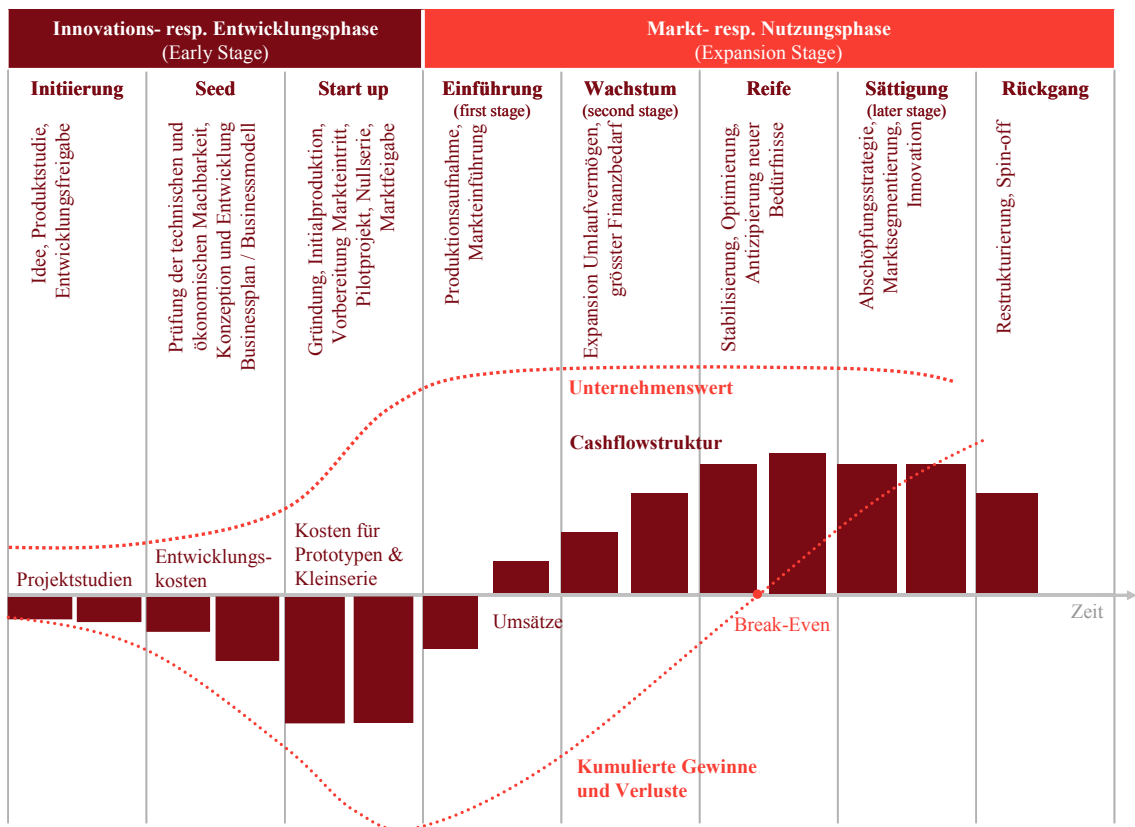 Innovations- resp. Entwicklungsphase
(Early Stage)
Markt- resp. Nutzungsphase
(Expansion Stage)
Initiierung
Seed
Start up
Einführung
(first stage)
Wachstum
(second stage)
Reife
Sättigung
(later stage)
Rückgang
Idee, Produktstudie,
Entwicklungsfreigabe
Prüfung der technischen und
ökonomischen Machbarkeit,
Konzeption und Entwicklung
Businessplan / Businessmodell
Gründung, Initialproduktion,
Vorbereitung Markteintritt,
Pilotprojekt, Nullserie,
Marktfeigabe
Produktionsaufnahme,
Markteinführung
Expansion Umlaufvermögen,
grösster Finanzbedarf
Stabilisierung, Optimierung,
Antizipierung neuer
Bedürfnisse
Abschöpfungsstrategie,
Marktsegmentierung,
Innovation
Restrukturierung, Spin-off
Unternehmenswert
Cashflowstruktur
Projektstudien
Entwicklungs-
kosten
Kosten für
Prototypen &
Kleinserie
Umsätze
Break-Even
Zeit
Kumulierte Gewinne
und Verluste